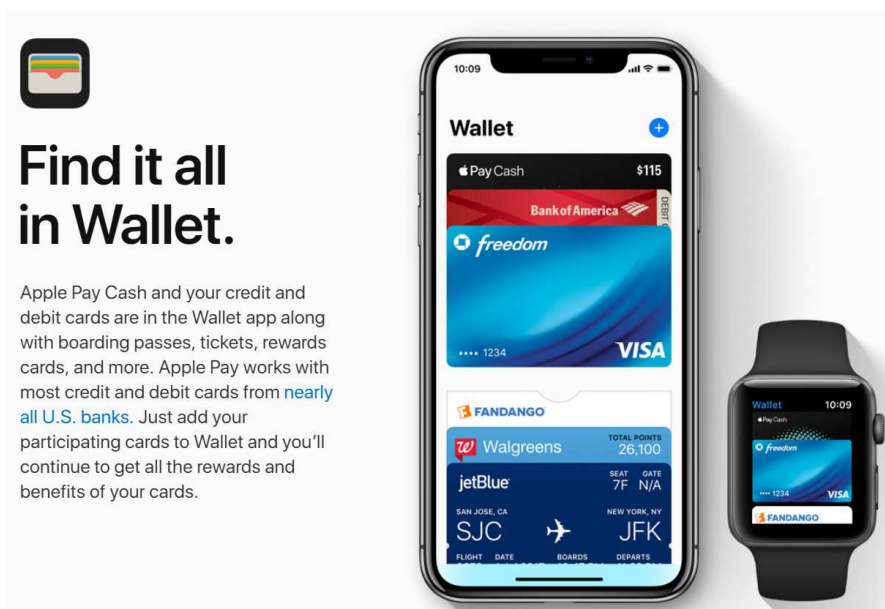 Find it all
in Wallet.
Apple Pay Cash and your credit and
debit cards are in the Wallet app along
with boarding passes, tickets, rewards
cards, and more. Apple Pay works with
most credit and debit cards from nearly
all U.S. banks. Just add your
participating cards to Wallet and you’ll
continue to get all the rewards and
benefits of your cards.
10:09
Wallet
Pay Cash $115
Bank of America
DEBIT
freedom
•••• 1234 VISA
FANDANGO
Walgreens
TOTAL POINTS
26,100
jetBlue
SEAT GATE
7F N/A
SAN JOSE, CA NEW YORK, NY
SJC JFK
FLIGHT DATE BOARDS DEPARTS
Wallet 10:09
Pay Cash
freedom
•••• 1234 VISA
FANDANGO